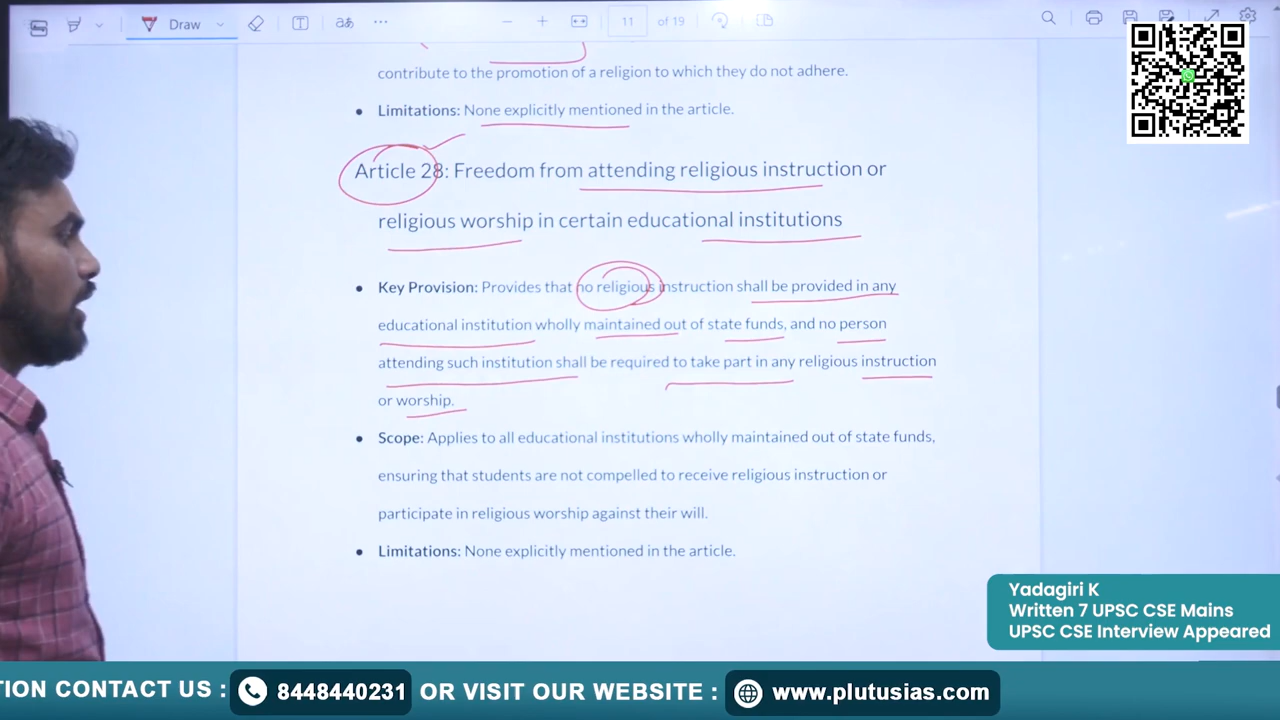 Draw
aあ
11 of 19
contribute to the promotion of a religion to which they do not adhere.
• Limitations: None explicitly mentioned in the article.
Article 28: Freedom from attending religious instruction or
religious worship in certain educational institutions
• Key Provision: Provides that no religious instruction shall be provided in any
educational institution wholly maintained out of state funds, and no person
attending such institution shall be required to take part in any religious instruction
or worship.
• Scope: Applies to all educational institutions wholly maintained out of state funds,
ensuring that students are not compelled to receive religious instruction or
participate in religious worship against their will.
• Limitations: None explicitly mentioned in the article.
Yadagiri K
Written 7 UPSC CSE Mains
UPSC CSE Interview Appeared
TION CONTACT US : 8448440231 OR VISIT OUR WEBSITE : www.plutusias.com